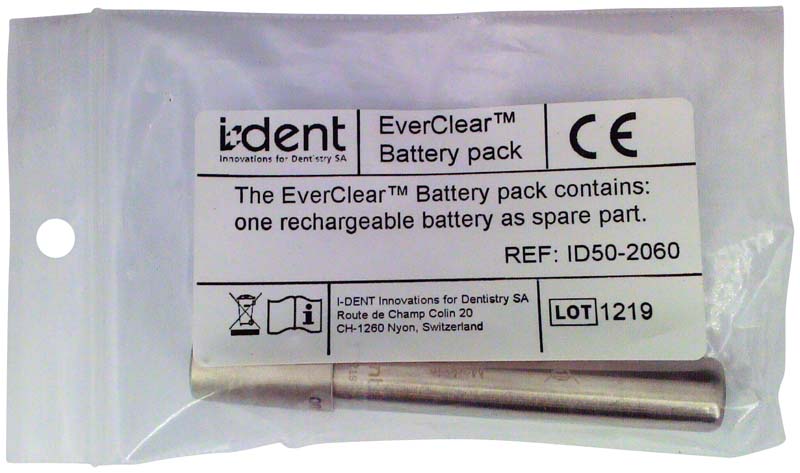 i-dent
Innovations for Dentistry SA
EverClear™
Battery pack
CE
The EverClear™ Battery pack contains:
one rechargeable battery as spare part.
REF: ID50-2060
i
I-DENT Innovations for Dentistry SA
Route de Champ Colin 20
CH-1260 Nyon, Switzerland
LOT 1219